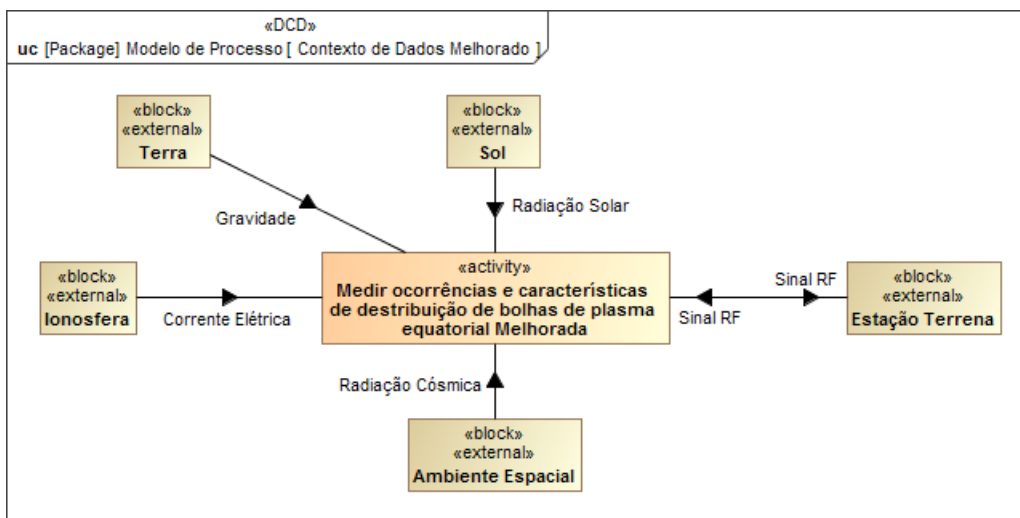 «DCD»
uc [Package] Modelo de Processo [ Contexto de Dados Melhorado ]
«block»
«external»
Terra
«block»
«external»
Sol
Gravidade
Radiação Solar
«block»
«external»
Ionosfera
Corrente Elétrica
«activity»
Medir ocorrências e características
de destribuição de bolhas de plasma
equatorial Melhorada
Sinal RF
Sinal RF
«block»
«external»
Estação Terrena
Radiação Cósmica
«block»
«external»
Ambiente Espacial